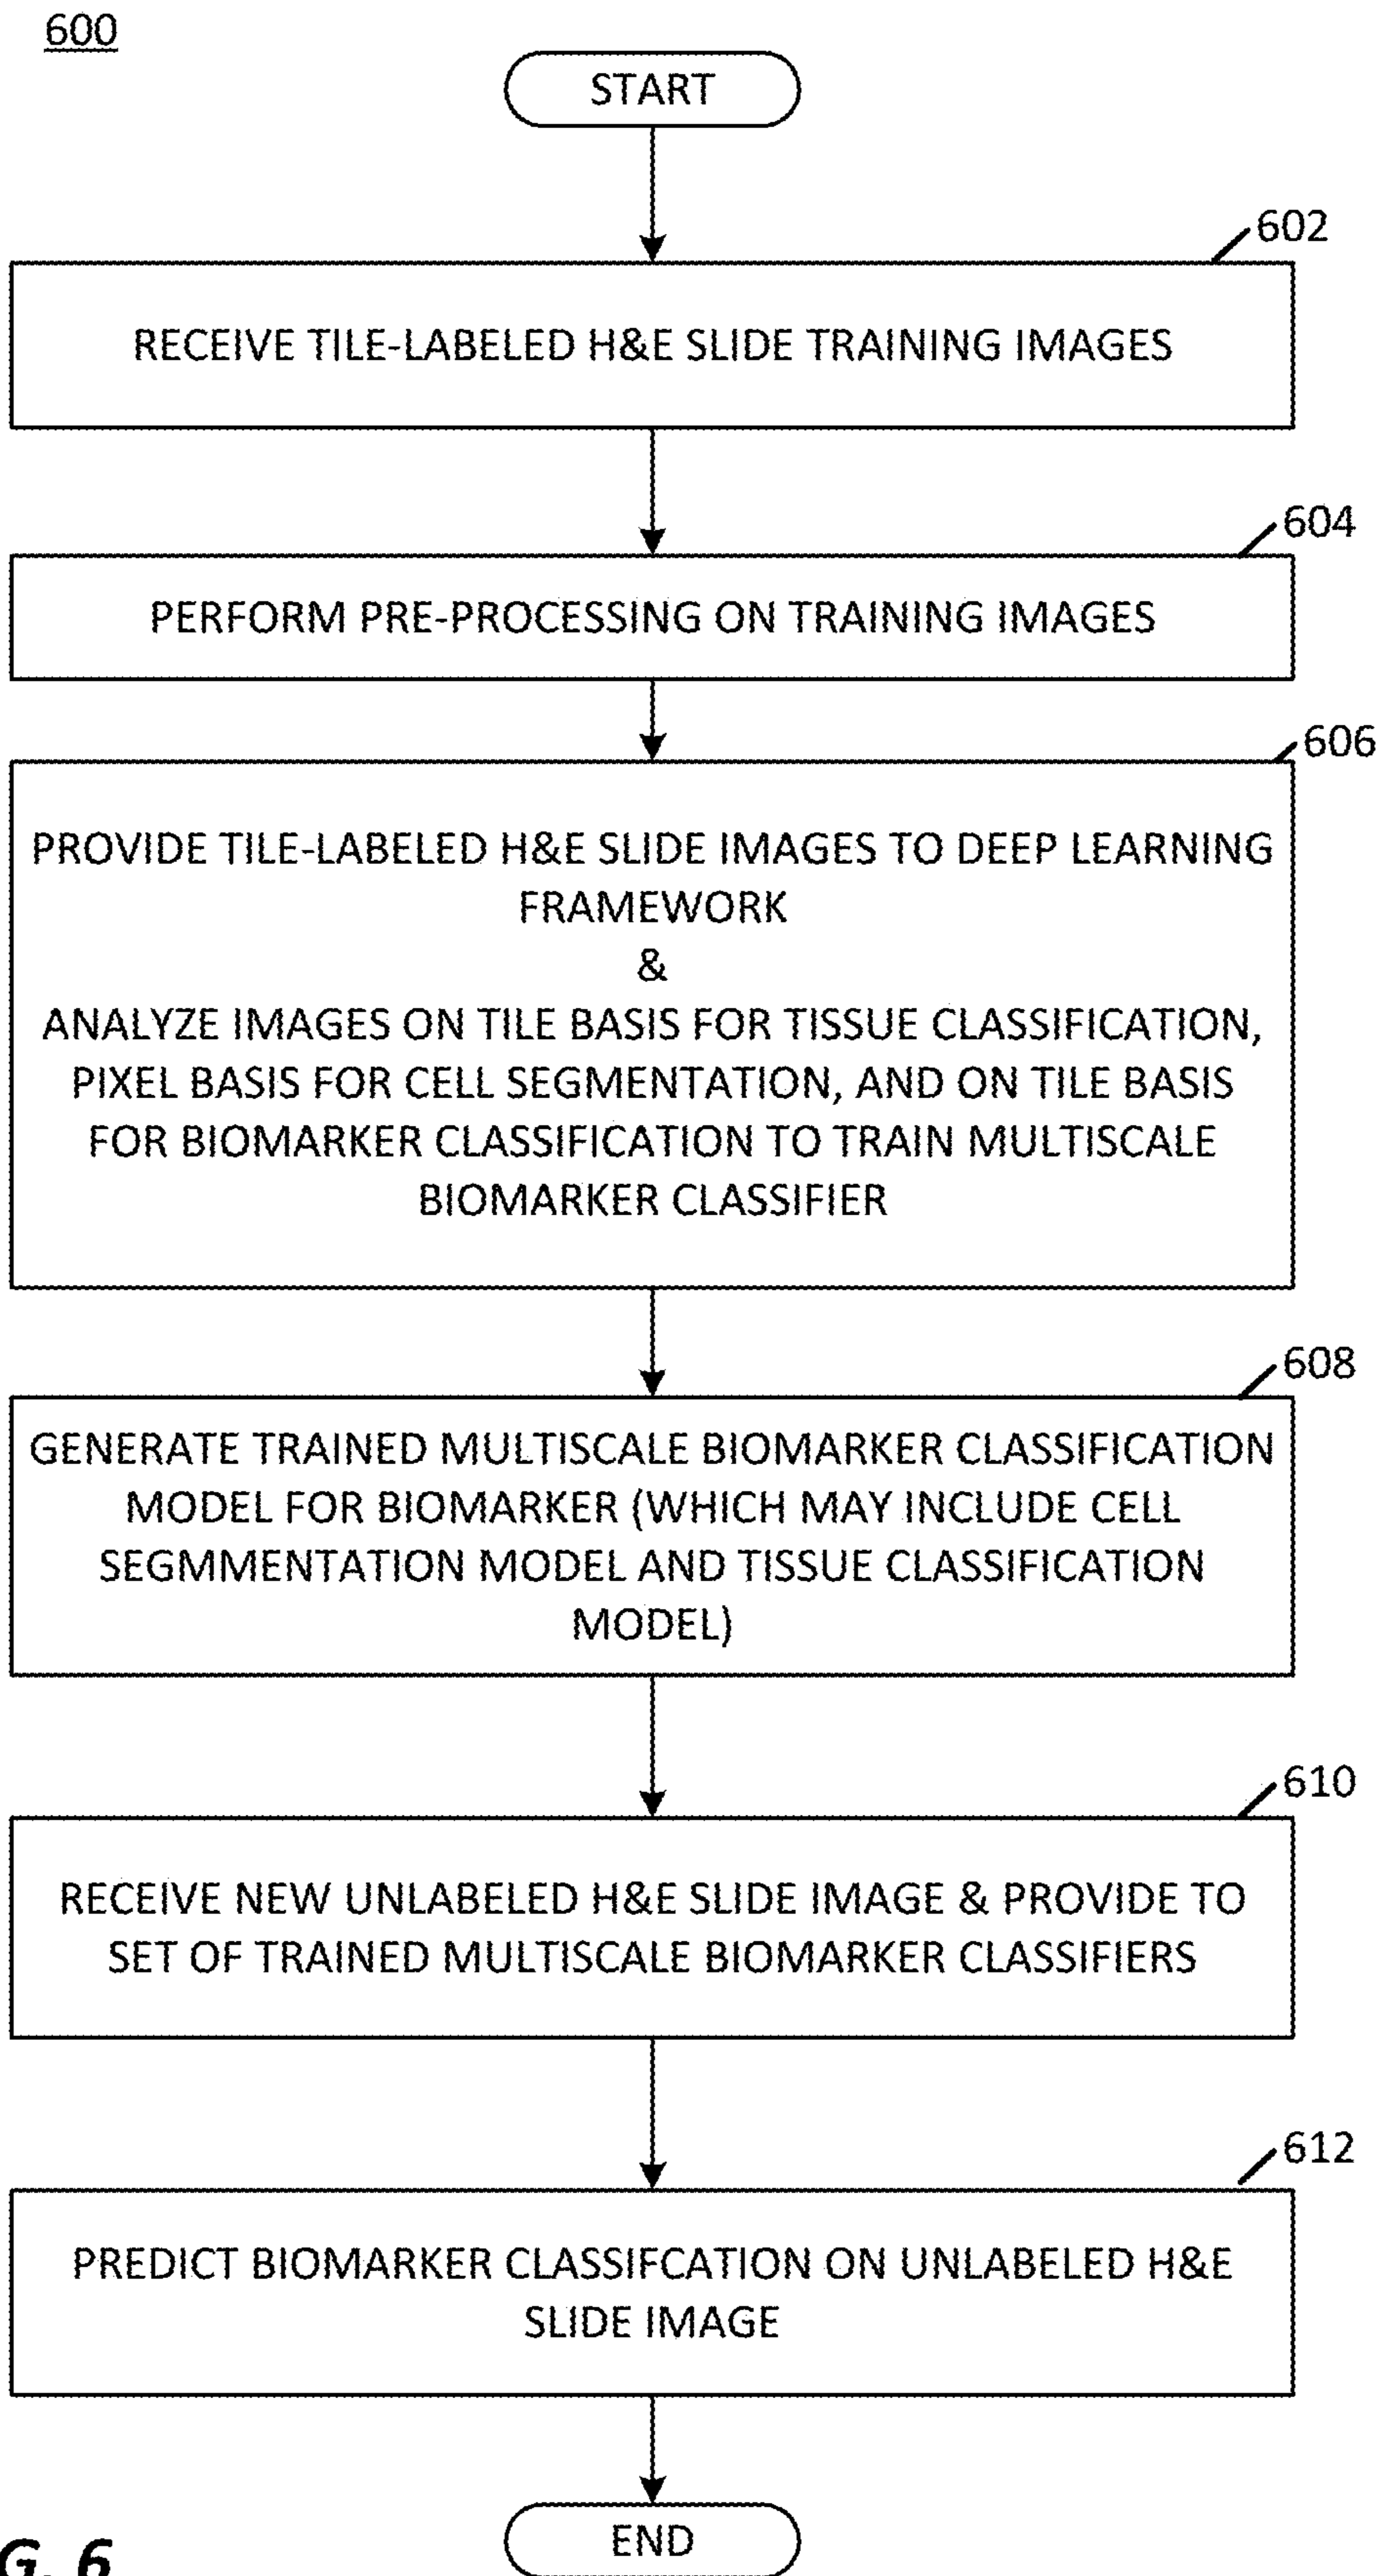 600
START
602
RECEIVE TILE-LABELED H&E SLIDE TRAINING IMAGES
604
PERFORM PRE-PROCESSING ON TRAINING IMAGES
606
PROVIDE TILE-LABELED H&E SLIDE IMAGES TO DEEP LEARNING
FRAMEWORK
&
ANALYZE IMAGES ON TILE BASIS FOR TISSUE CLASSIFICATION,
PIXEL BASIS FOR CELL SEGMENTATION, AND ON TILE BASIS
FOR BIOMARKER CLASSIFICATION TO TRAIN MULTISCALE
BIOMARKER CLASSIFIER
608
GENERATE TRAINED MULTISCALE BIOMARKER CLASSIFICATION
MODEL FOR BIOMARKER (WHICH MAY INCLUDE CELL
SEGMMENTATION MODEL AND TISSUE CLASSIFICATION
MODEL)
610
RECEIVE NEW UNLABELED H&E SLIDE IMAGE & PROVIDE TO
SET OF TRAINED MULTISCALE BIOMARKER CLASSIFIERS
612
PREDICT BIOMARKER CLASSIFCATION ON UNLABELED H&E
SLIDE IMAGE
END
G. 6